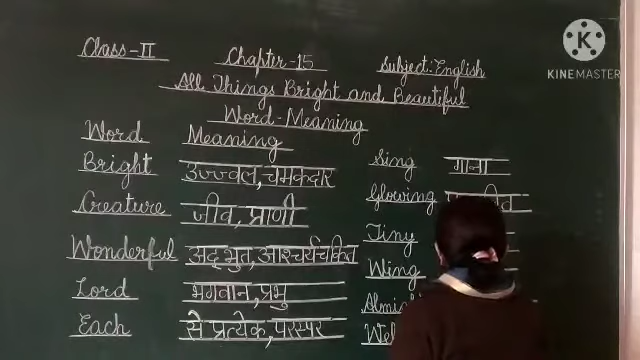 Class-II Chapter-15 Subject: English
All Things Bright and Beautiful
Word-Meaning
Word Meaning
Bright उज्ज्वल, चमकदार
Creature जीव, प्राणी
Wonderful अद्भुत, आश्चर्यचकित
Lord भगवान, प्रभु
Each से प्रत्येक, परस्पर
Sing गाना
Glowing
Tiny
Wing
KINEMASTER